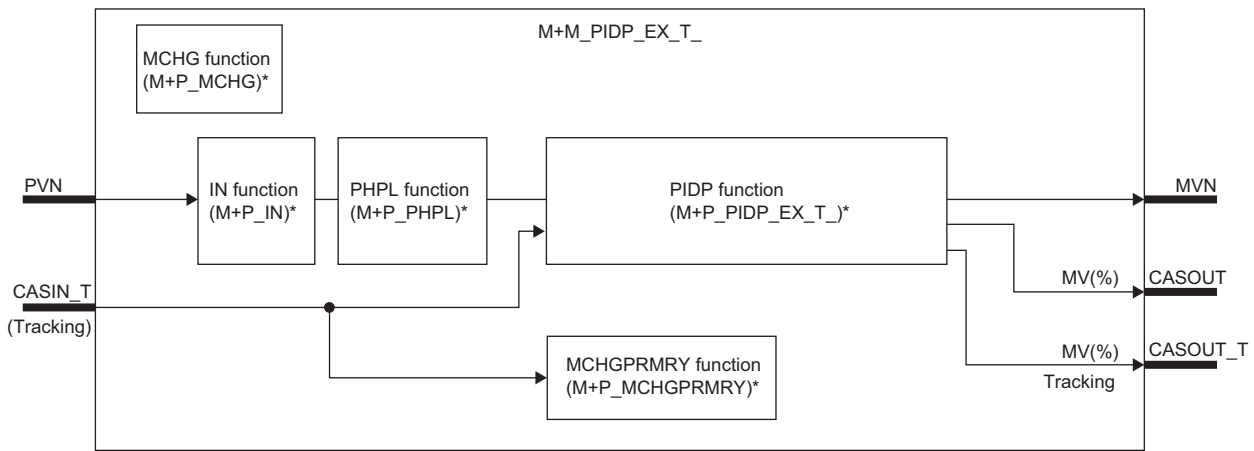 M+M_PIDP_EX_T_
MCHG function
(M+P_MCHG)*
PVN
IN function
(M+P_IN)*
PHPL function
(M+P_PHPL)*
PIDP function
(M+P_PIDP_EX_T_)*
MVN
CASIN_T
(Tracking)
MV(%)
CASOUT
MCHGPRMRY function
(M+P_MCHGPRMRY)*
MV(%)
Tracking
CASOUT_T